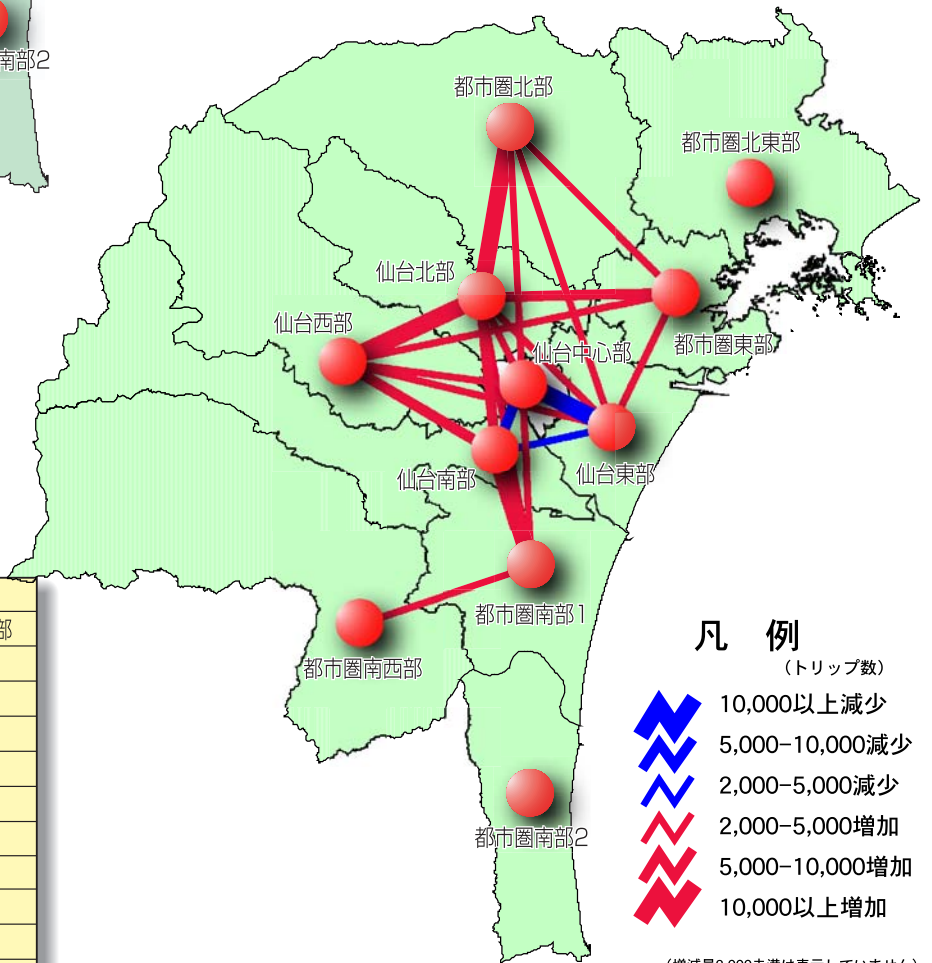 南部2
都市圏北部
都市圏北東部
仙台北部
仙台西部
都市圏東部
仙台中心部
仙台南部
仙台東部
都市圏南部1
部
都市圏南西部
都市圏南部2
凡 例
(トリップ数)
10,000以上減少
5,000-10,000減少
2,000-5,000減少
2,000-5,000増加
5,000-10,000増加
10,000以上増加